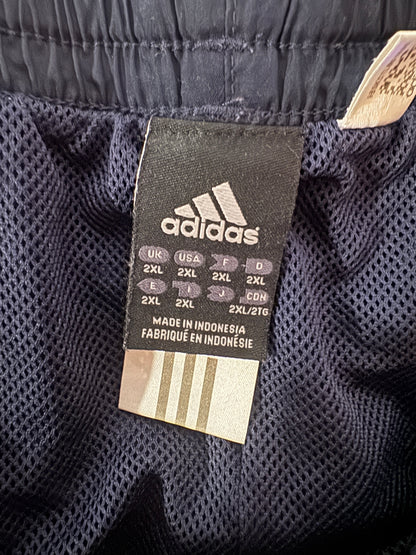 adidas
UK USA F D
2XL 2XL 2XL 2XL
E I J CDN
2XL 2XL 2XL/2TG
MADE IN INDONESIA
FABRIQUÉ EN INDONÉSIE